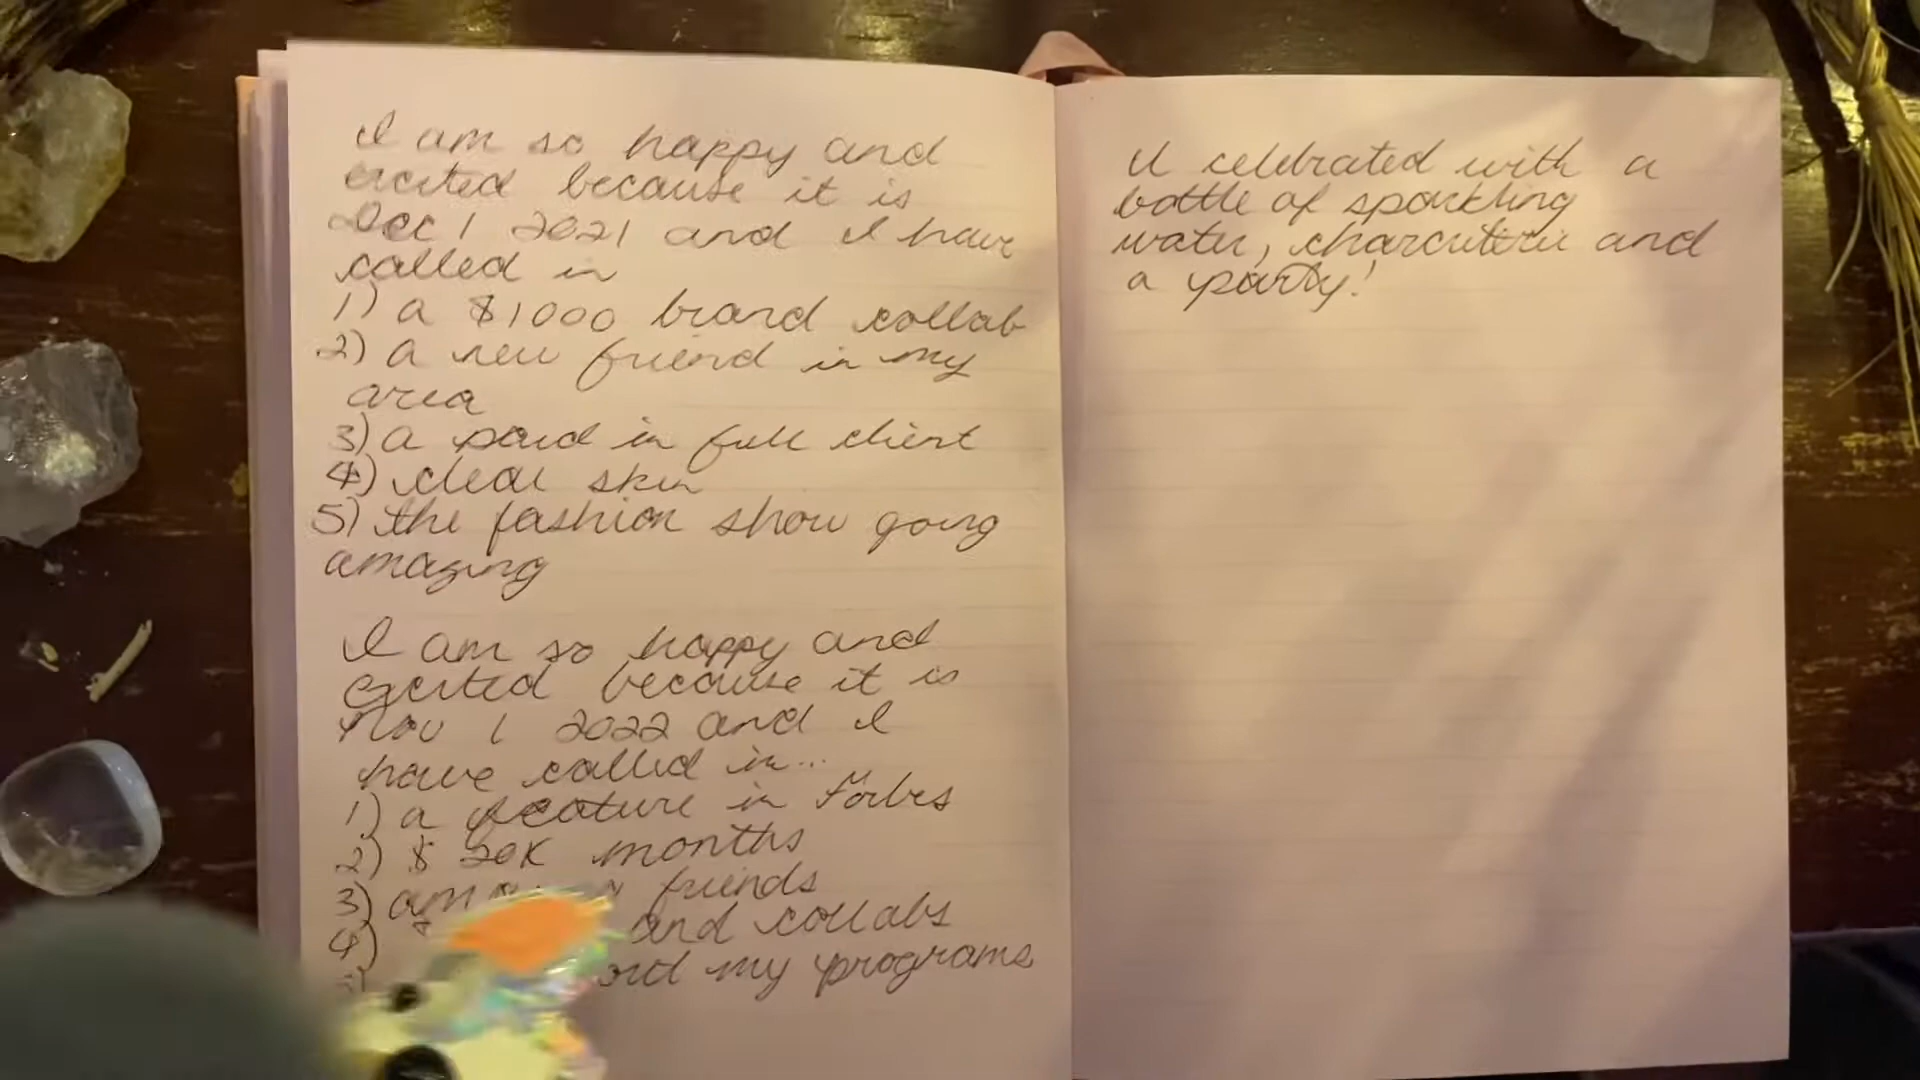 I am so happy and
excited because it is
Dec 1 2021 and I have
called in
1) a $1000 brand collab
2) a new friend in my
area
3) a paid in full client
4) clear skin
5) the fashion show going
amazing
I am so happy and
excited because it is
Nov 1 2022 and I
have called in...
1) a feature in Forbes
2) $ 20K months
3) friends
4) and collabs
my programs
I celebrated with a
bottle of sparkling
water, charcuterie and
a party!